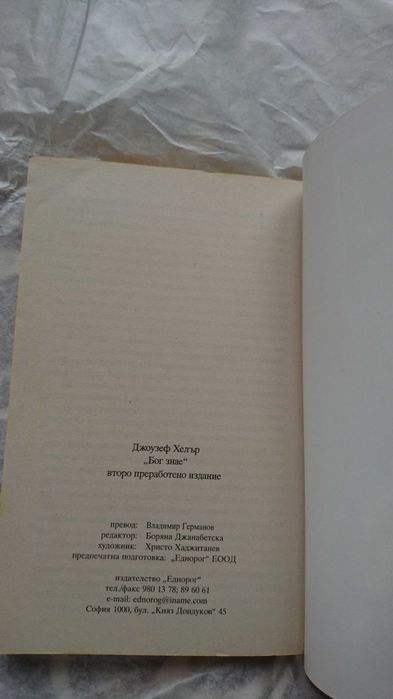 Джоузеф Хелър
„Бог знае“
второ преработено издание
превод: Владимир Германов
редактор: Боряна Джанабетска
художник: Христо Хаджитанев
предпечатна подготовка: „Еднорог“ ЕООД
издателство „Еднорог“
тел./факс 980 13 78; 89 60 61
e-mail: ednorog@iname.com
София 1000, бул. „Княз Дондуков“ 45